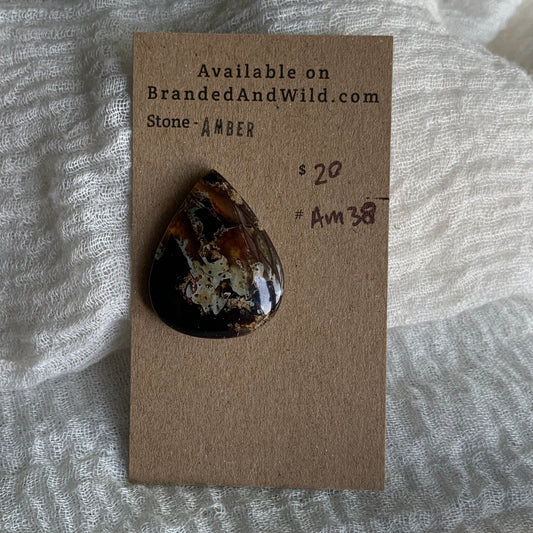 Available on
BrandedAndWild.com
Stone - AMBER
$ 20
# Am38